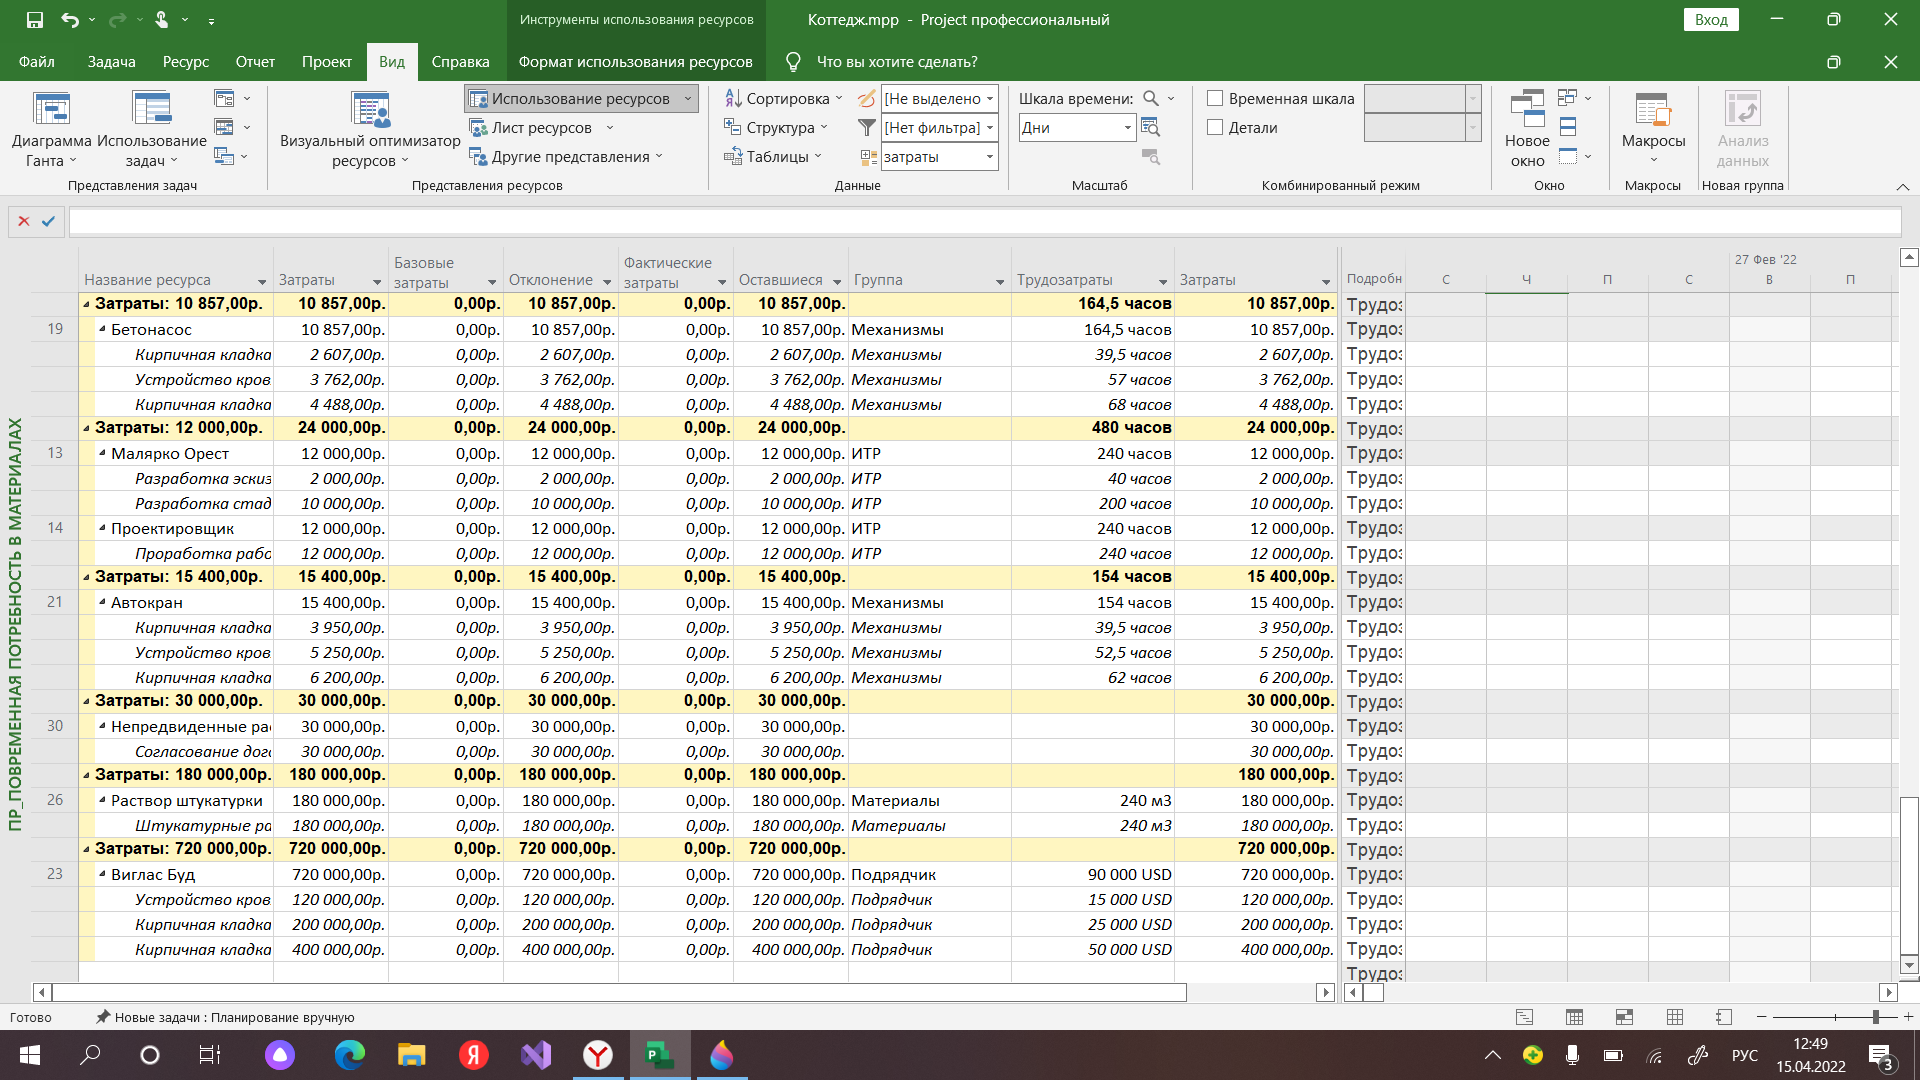 Инструменты использования ресурсов
Коттедж.mpp - Project профессиональный
Вход
Файл Задача Ресурс Отчет Проект Вид Справка Формат использования ресурсов Что вы хотите сделать?
Диаграмма Ганта
Использование задач
Представления задач
Визуальный оптимизатор ресурсов
Использование ресурсов
Лист ресурсов
Другие представления
Представления ресурсов
Сортировка
Структура
Таблицы
[Не выделено
[Нет фильтра]
затраты
Данные
Шкала времени:
Дни
Масштаб
Временная шкала
Детали
Комбинированный режим
Новое окно
Окно
Макросы
Макросы
Анализ данных
Новая группа
ПР_ПОВРЕМЕННАЯ ПОТРЕБНОСТЬ В МАТЕРИАЛАХ
Название ресурса Затраты Базовые затраты Отклонение Фактические затраты Оставшиеся Группа Трудозатраты Затраты Подробн С Ч П С 27 Фев '22 В П
Затраты: 10 857,00р. 10 857,00р. 0,00р. 10 857,00р. 0,00р. 10 857,00р. 164,5 часов 10 857,00р. Трудоз
19 Бетонасос 10 857,00р. 0,00р. 10 857,00р. 0,00р. 10 857,00р. Механизмы 164,5 часов 10 857,00р. Трудоз
Кирпичная кладка 2 607,00р. 0,00р. 2 607,00р. 0,00р. 2 607,00р. Механизмы 39,5 часов 2 607,00р. Трудоз
Устройство кров 3 762,00р. 0,00р. 3 762,00р. 0,00р. 3 762,00р. Механизмы 57 часов 3 762,00р. Трудоз
Кирпичная кладка 4 488,00р. 0,00р. 4 488,00р. 0,00р. 4 488,00р. Механизмы 68 часов 4 488,00р. Трудоз
Затраты: 12 000,00р. 24 000,00р. 0,00р. 24 000,00р. 0,00р. 24 000,00р. 480 часов 24 000,00р. Трудоз
13 Малярко Орест 12 000,00р. 0,00р. 12 000,00р. 0,00р. 12 000,00р. ИТР 240 часов 12 000,00р. Трудоз
Разработка эскиз 2 000,00р. 0,00р. 2 000,00р. 0,00р. 2 000,00р. ИТР 40 часов 2 000,00р. Трудоз
Разработка стад 10 000,00р. 0,00р. 10 000,00р. 0,00р. 10 000,00р. ИТР 200 часов 10 000,00р. Трудоз
14 Проектировщик 12 000,00р. 0,00р. 12 000,00р. 0,00р. 12 000,00р. ИТР 240 часов 12 000,00р. Трудоз
Проработка рабо 12 000,00р. 0,00р. 12 000,00р. 0,00р. 12 000,00р. ИТР 240 часов 12 000,00р. Трудоз
Затраты: 15 400,00р. 15 400,00р. 0,00р. 15 400,00р. 0,00р. 15 400,00р. 154 часов 15 400,00р. Трудоз
21 Автокран 15 400,00р. 0,00р. 15 400,00р. 0,00р. 15 400,00р. Механизмы 154 часов 15 400,00р. Трудоз
Кирпичная кладка 3 950,00р. 0,00р. 3 950,00р. 0,00р. 3 950,00р. Механизмы 39,5 часов 3 950,00р. Трудоз
Устройство кров 5 250,00р. 0,00р. 5 250,00р. 0,00р. 5 250,00р. Механизмы 52,5 часов 5 250,00р. Трудоз
Кирпичная кладка 6 200,00р. 0,00р. 6 200,00р. 0,00р. 6 200,00р. Механизмы 62 часов 6 200,00р. Трудоз
Затраты: 30 000,00р. 30 000,00р. 0,00р. 30 000,00р. 0,00р. 30 000,00р. 30 000,00р. Трудоз
30 Непредвиденные рас 30 000,00р. 0,00р. 30 000,00р. 0,00р. 30 000,00р. 30 000,00р. Трудоз
Согласование дого 30 000,00р. 0,00р. 30 000,00р. 0,00р. 30 000,00р. 30 000,00р. Трудоз
Затраты: 180 000,00р. 180 000,00р. 0,00р. 180 000,00р. 0,00р. 180 000,00р. 180 000,00р. Трудоз
26 Раствор штукатурки 180 000,00р. 0,00р. 180 000,00р. 0,00р. 180 000,00р. Материалы 240 м3 180 000,00р. Трудоз
Штукатурные ра 180 000,00р. 0,00р. 180 000,00р. 0,00р. 180 000,00р. Материалы 240 м3 180 000,00р. Трудоз
Затраты: 720 000,00р. 720 000,00р. 0,00р. 720 000,00р. 0,00р. 720 000,00р. 720 000,00р. Трудоз
23 Виглас Буд 720 000,00р. 0,00р. 720 000,00р. 0,00р. 720 000,00р. Подрядчик 90 000 USD 720 000,00р. Трудоз
Устройство кров 120 000,00р. 0,00р. 120 000,00р. 0,00р. 120 000,00р. Подрядчик 15 000 USD 120 000,00р. Трудоз
Кирпичная кладка 200 000,00р. 0,00р. 200 000,00р. 0,00р. 200 000,00р. Подрядчик 25 000 USD 200 000,00р. Трудоз
Кирпичная кладка 400 000,00р. 0,00р. 400 000,00р. 0,00р. 400 000,00р. Подрядчик 50 000 USD 400 000,00р. Трудоз
Трудоз
Готово Новые задачи : Планирование вручную
РУС 12:49
15.04.2022 3